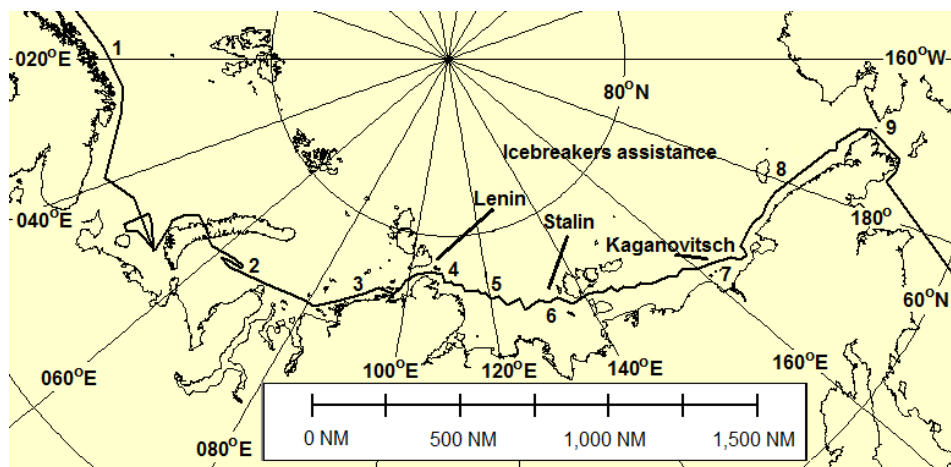 1
020°E
160°W
80°N
9
Icebreakers assistance
8
Lenin
040°E
Stalin
180°
Kaganovitsch
2
4
7
3
5
6
60°N
060°E
100°E
120°E
140°E
160°E
080°E
0 NM 500 NM 1,000 NM 1,500 NM